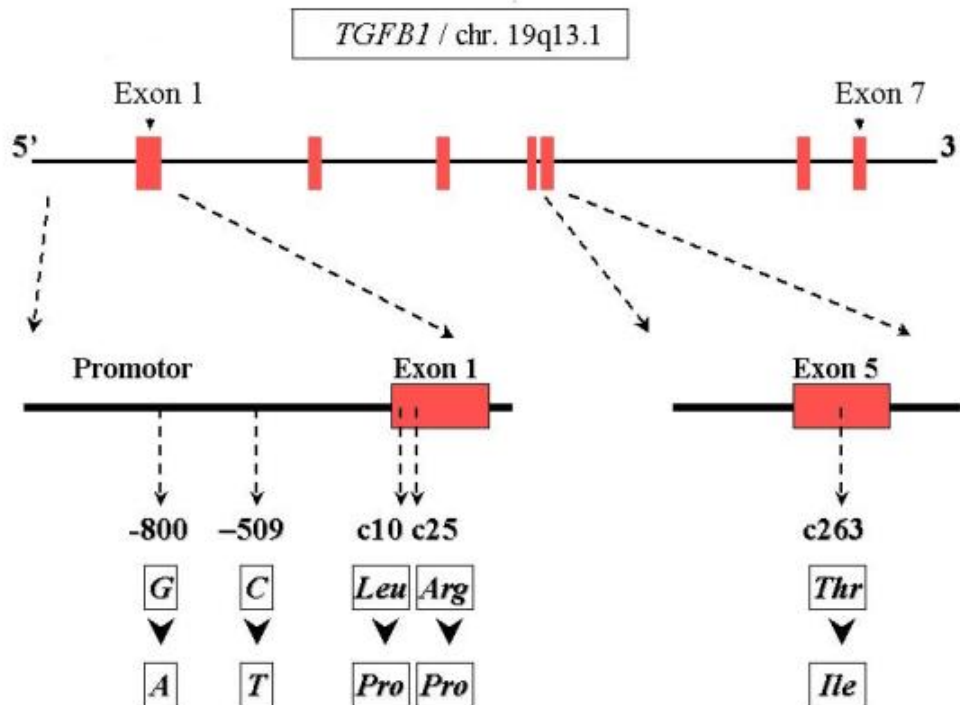 TGFB1 / chr. 19q13.1
Exon 1 Exon 7
5’ 3
Promotor Exon 1 Exon 5
-800 –509 c10 c25 c263
G C Leu Arg Thr
A T Pro Pro Ile